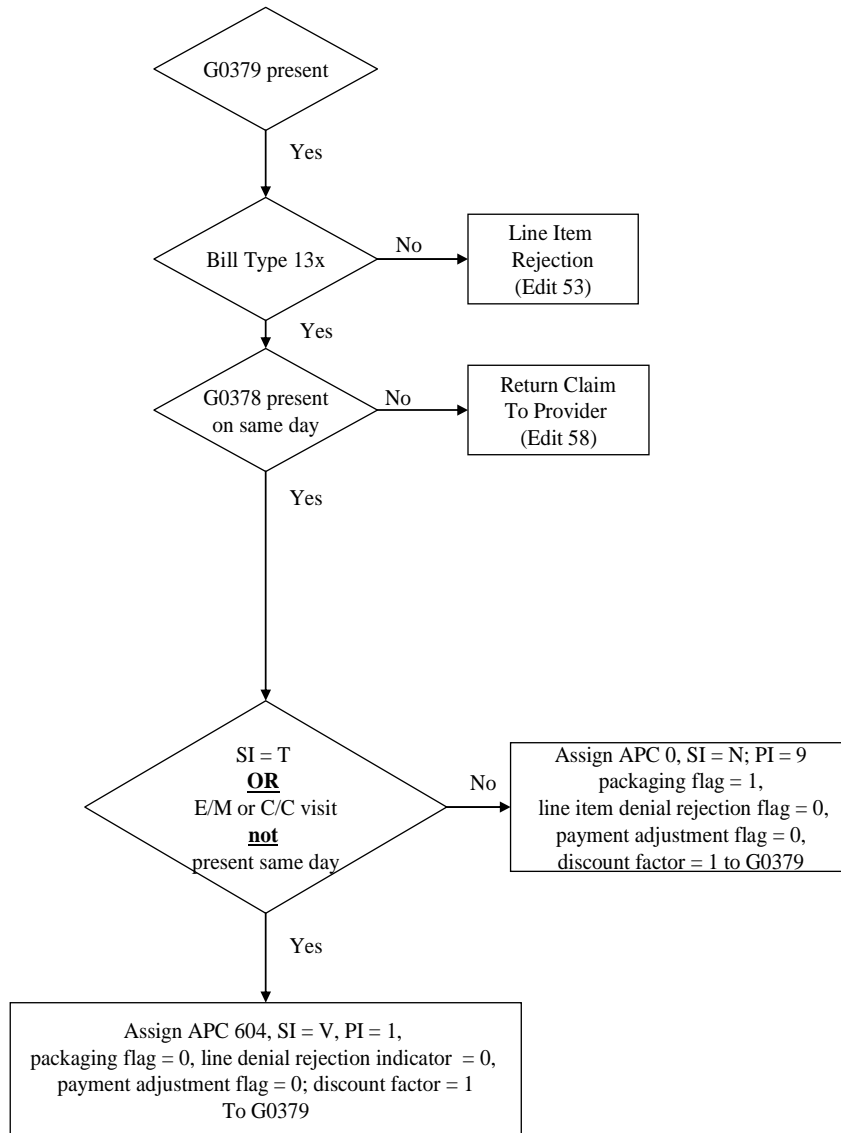 G0379 present
Yes
Bill Type 13x
No
Line Item
Rejection
(Edit 53)
Yes
G0378 present
on same day
No
Return Claim
To Provider
(Edit 58)
Yes
SI = T
OR
E/M or C/C visit
not
present same day
No
Assign APC 0, SI = N; PI = 9
packaging flag = 1,
line item denial rejection flag = 0,
payment adjustment flag = 0,
discount factor = 1 to G0379
Yes
Assign APC 604, SI = V, PI = 1,
packaging flag = 0, line denial rejection indicator = 0,
payment adjustment flag = 0; discount factor = 1
To G0379